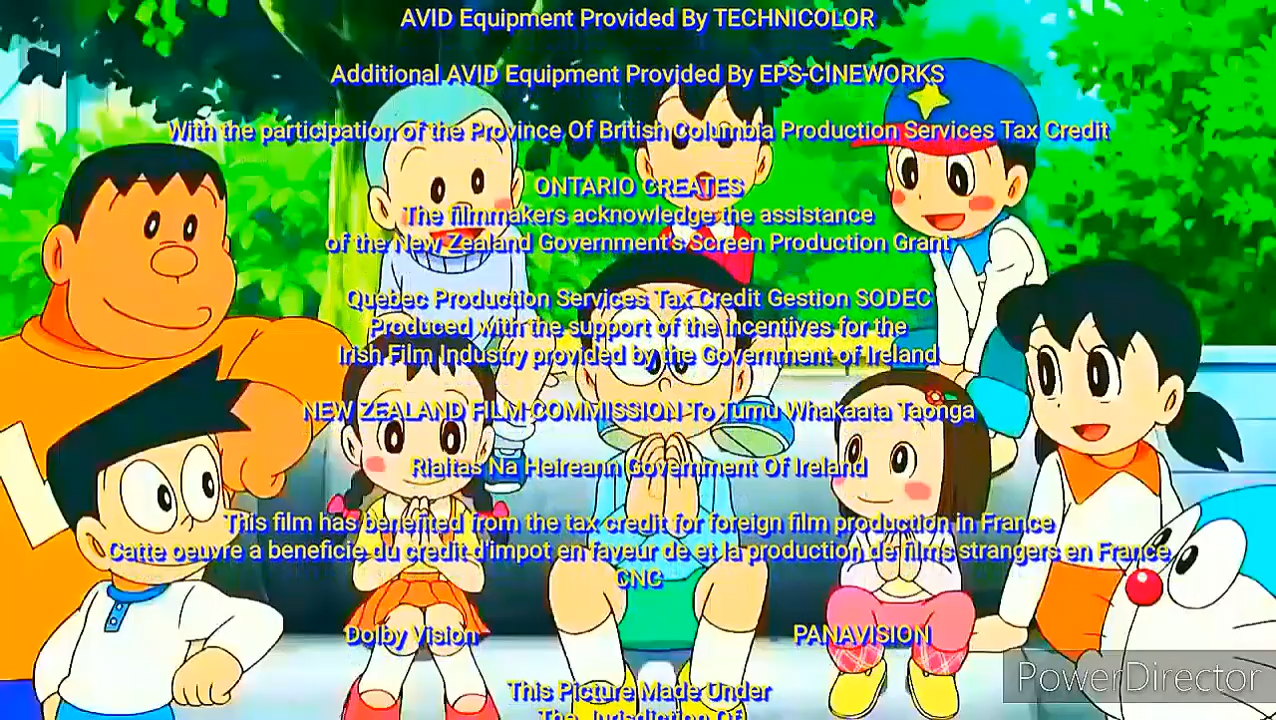 AVID Equipment Provided By TECHNICOLOR
Additional AVID Equipment Provided By EPS-CINEWORKS
With the participation of the Province Of British Columbia Production Services Tax Credit
ONTARIO CREATES
The filmmakers acknowledge the assistance
of the New Zealand Government's Screen Production Grant
Quebec Production Services Tax Credit Gestion SODEC
Produced with the support of the incentives for the
Irish Film Industry provided by the Government of Ireland
NEW ZEALAND FILM COMMISSION To Tumu Whakaata Taonga
Rialtas Na Heireann Government Of Ireland
This film has benefited from the tax credit for foreign film production in France
Catte oeuvre a beneficie du credit d'impot en faveur de et la production de films strangers en France
CNC
Dolby Vision PANAVISION
This Picture Made Under
The Jurisdiction Of
PowerDirector